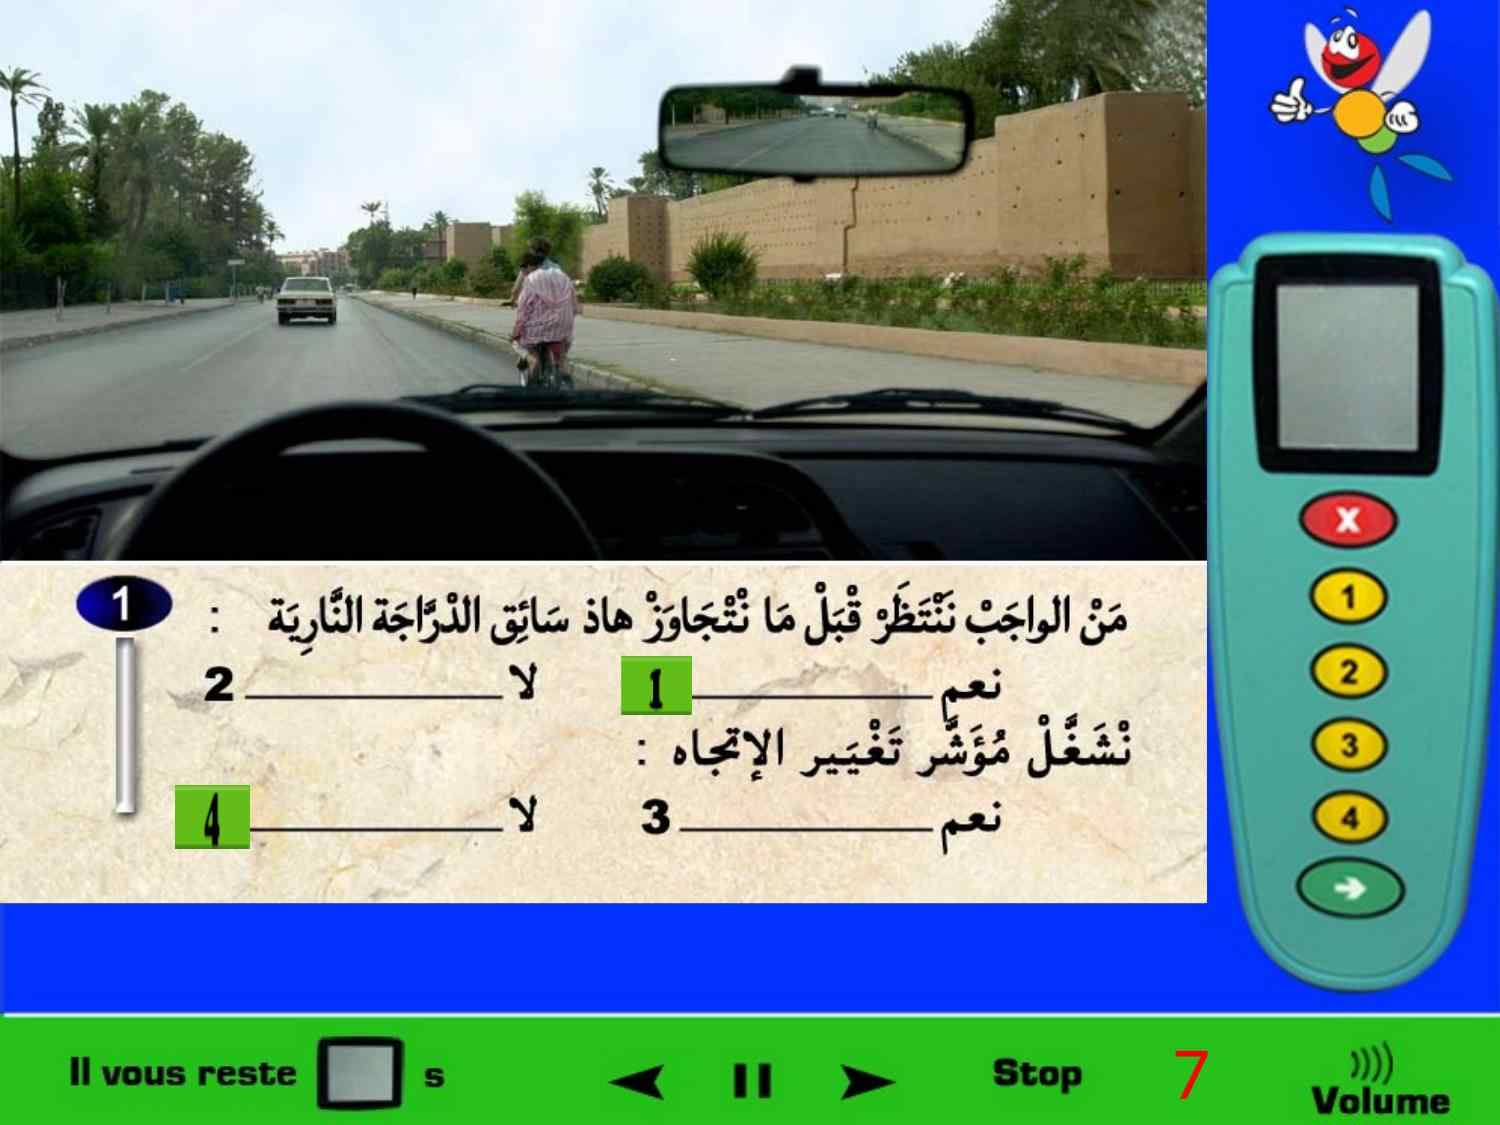 1
مَنْ الواجَبْ نَنْتَظَرْ قْبَلْ مَا نْتْجَاوَزْ هاذ سَائِق الدْرَّاجَة النَّارِيَة :
نعم 1 لا 2
نْشَغَّلْ مُؤَشَّر تَغْيَير الإتجاه :
نعم 3 لا 4
X
1
2
3
4
Il vous reste s
Stop
7
Volume